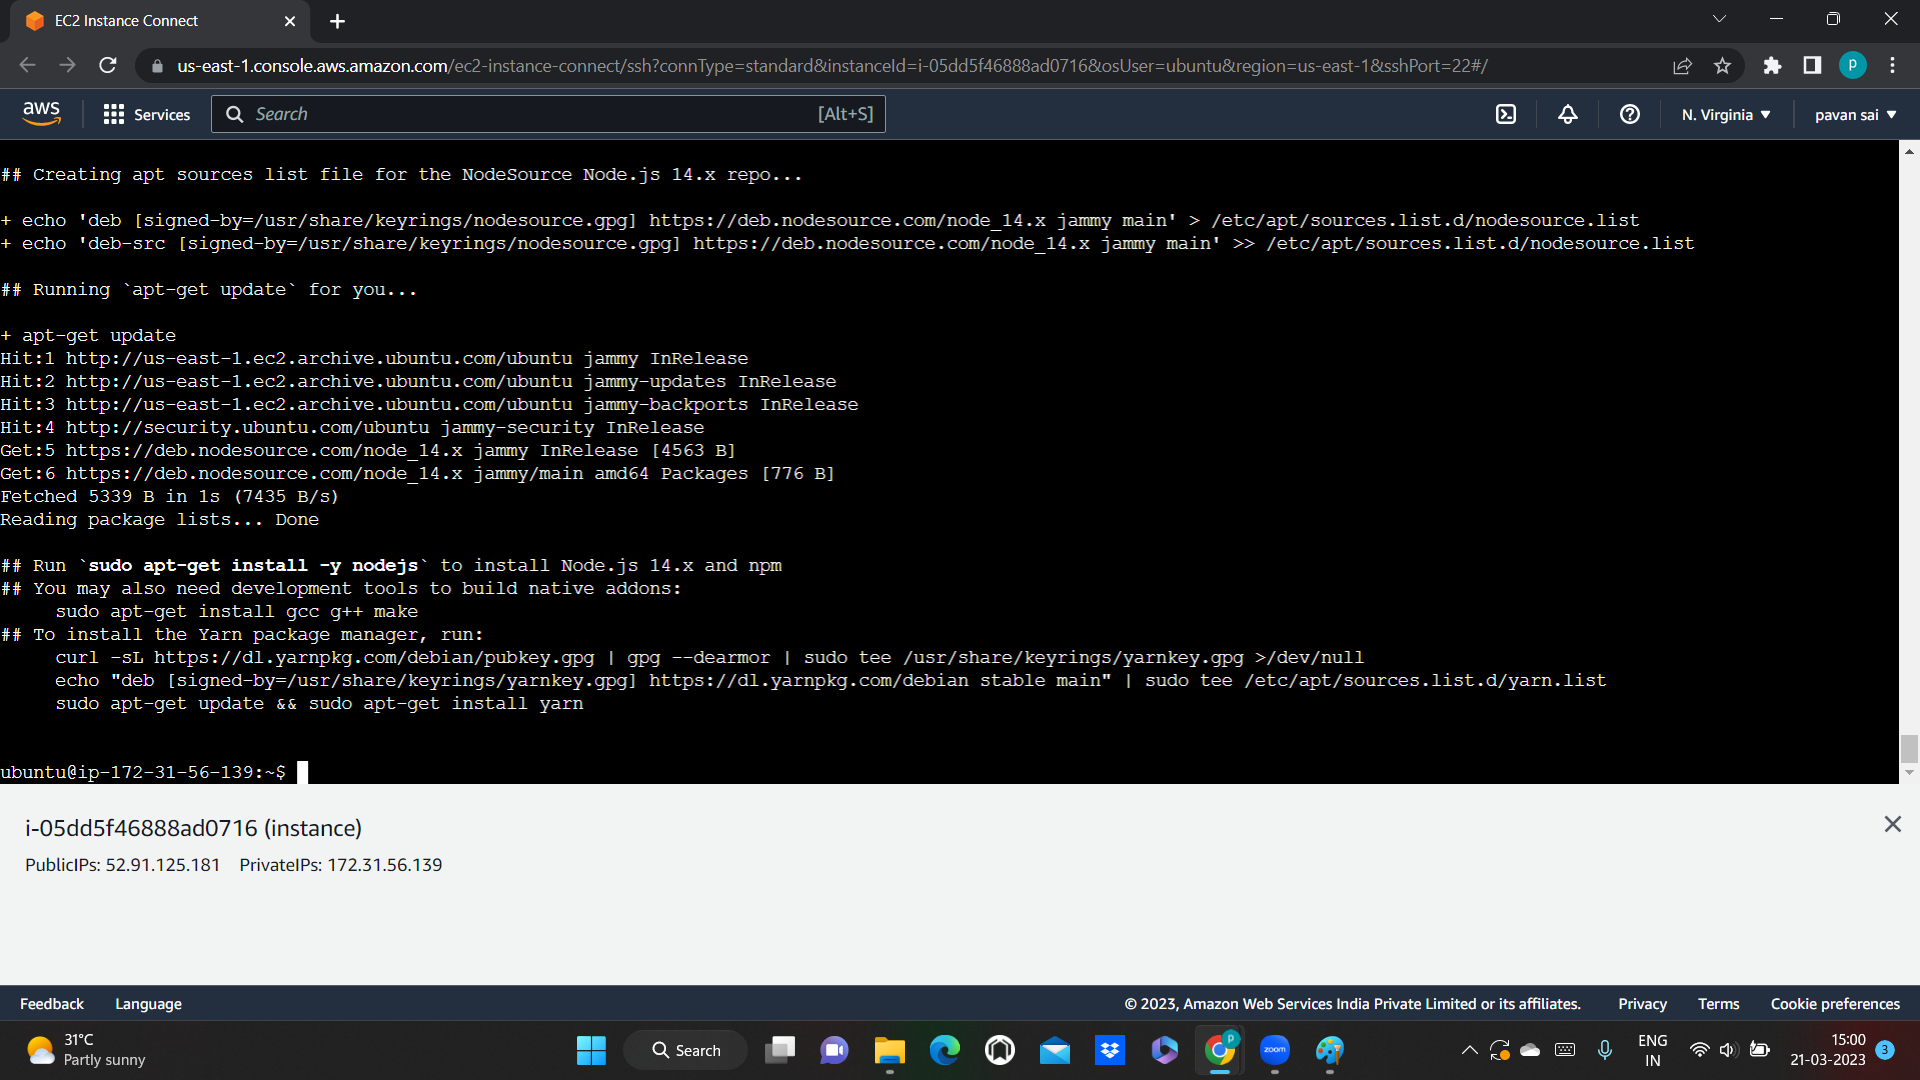 EC2 Instance Connect
us-east-1.console.aws.amazon.com/ec2-instance-connect/ssh?connType=standard&instanceId=i-05dd5f46888ad0716&osUser=ubuntu&region=us-east-1&sshPort=22#/
P
aws
Services
Search
[Alt+S]
N. Virginia
pavan sai
## Creating apt sources list file for the NodeSource Node.js 14.x repo...
+ echo 'deb [signed-by=/usr/share/keyrings/nodesource.gpg] https://deb.nodesource.com/node_14.x jammy main' > /etc/apt/sources.list.d/nodesource.list
+ echo 'deb-src [signed-by=/usr/share/keyrings/nodesource.gpg] https://deb.nodesource.com/node_14.x jammy main' >> /etc/apt/sources.list.d/nodesource.list
## Running `apt-get update` for you...
+ apt-get update
Hit:1 http://us-east-1.ec2.archive.ubuntu.com/ubuntu jammy InRelease
Hit:2 http://us-east-1.ec2.archive.ubuntu.com/ubuntu jammy-updates InRelease
Hit:3 http://us-east-1.ec2.archive.ubuntu.com/ubuntu jammy-backports InRelease
Hit:4 http://security.ubuntu.com/ubuntu jammy-security InRelease
Get:5 https://deb.nodesource.com/node_14.x jammy InRelease [4563 B]
Get:6 https://deb.nodesource.com/node_14.x jammy/main amd64 Packages [776 B]
Fetched 5339 B in 1s (7435 B/s)
Reading package lists... Done
## Run `sudo apt-get install -y nodejs` to install Node.js 14.x and npm
## You may also need development tools to build native addons:
sudo apt-get install gcc g++ make
## To install the Yarn package manager, run:
curl -sL https://dl.yarnpkg.com/debian/pubkey.gpg | gpg --dearmor | sudo tee /usr/share/keyrings/yarnkey.gpg >/dev/null
echo "deb [signed-by=/usr/share/keyrings/yarnkey.gpg] https://dl.yarnpkg.com/debian stable main" | sudo tee /etc/apt/sources.list.d/yarn.list
sudo apt-get update && sudo apt-get install yarn
ubuntu@ip-172-31-56-139:~$
i-05dd5f46888ad0716 (instance)
PublicIPs: 52.91.125.181 PrivateIPs: 172.31.56.139
Feedback
Language
© 2023, Amazon Web Services India Private Limited or its affiliates.
Privacy
Terms
Cookie preferences
31°C
Partly sunny
Search
P
zoom
ENG
IN
15:00
21-03-2023
3